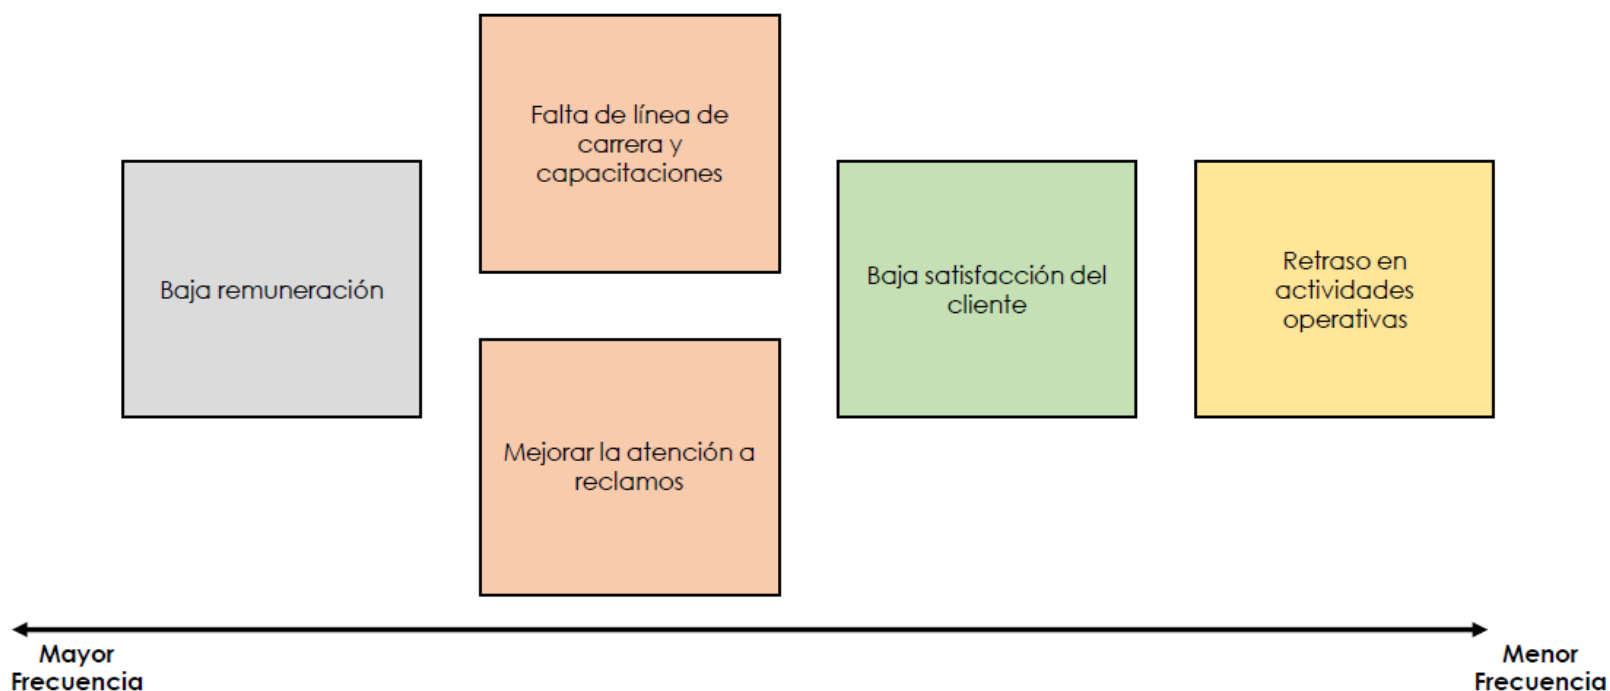 Baja remuneración
Falta de línea de
carrera y
capacitaciones
Mejorar la atención a
reclamos
Baja satisfacción del
cliente
Retraso en
actividades
operativas
Mayor
Frecuencia
Menor
Frecuencia